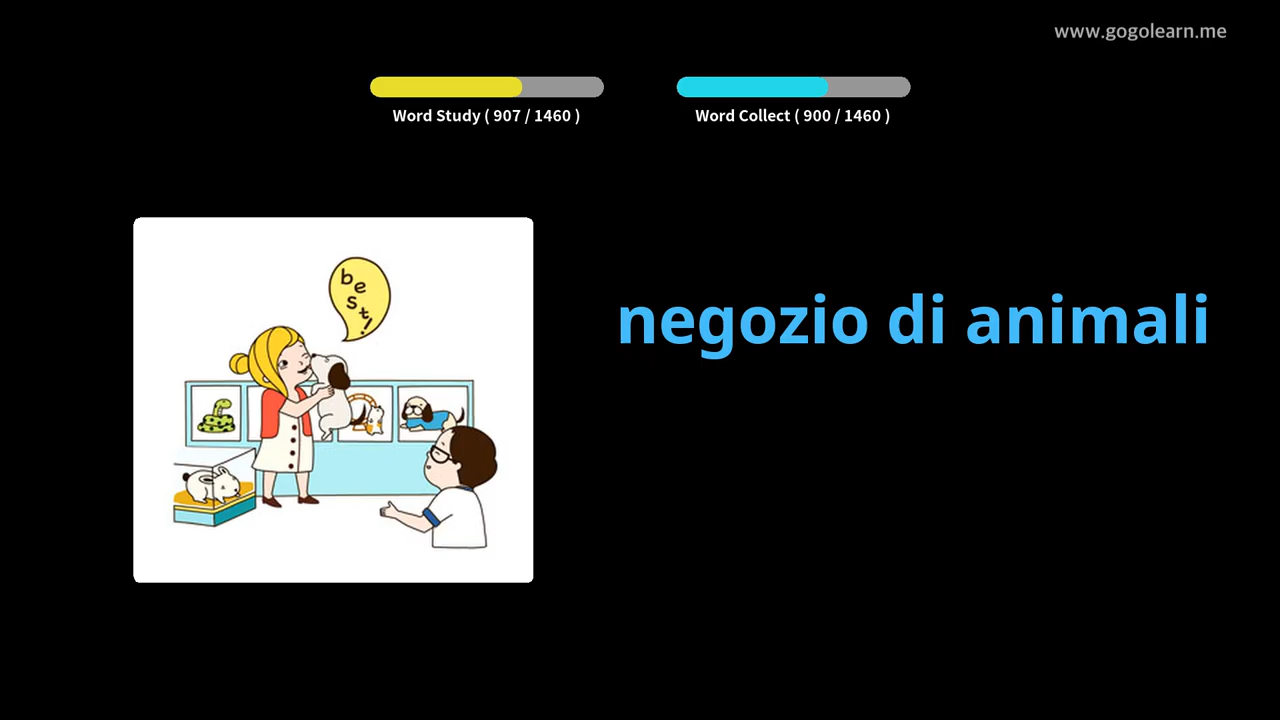 www.gogolearn.me
Word Study ( 907 / 1460 )
Word Collect ( 900 / 1460 )
best!
negozio di animali